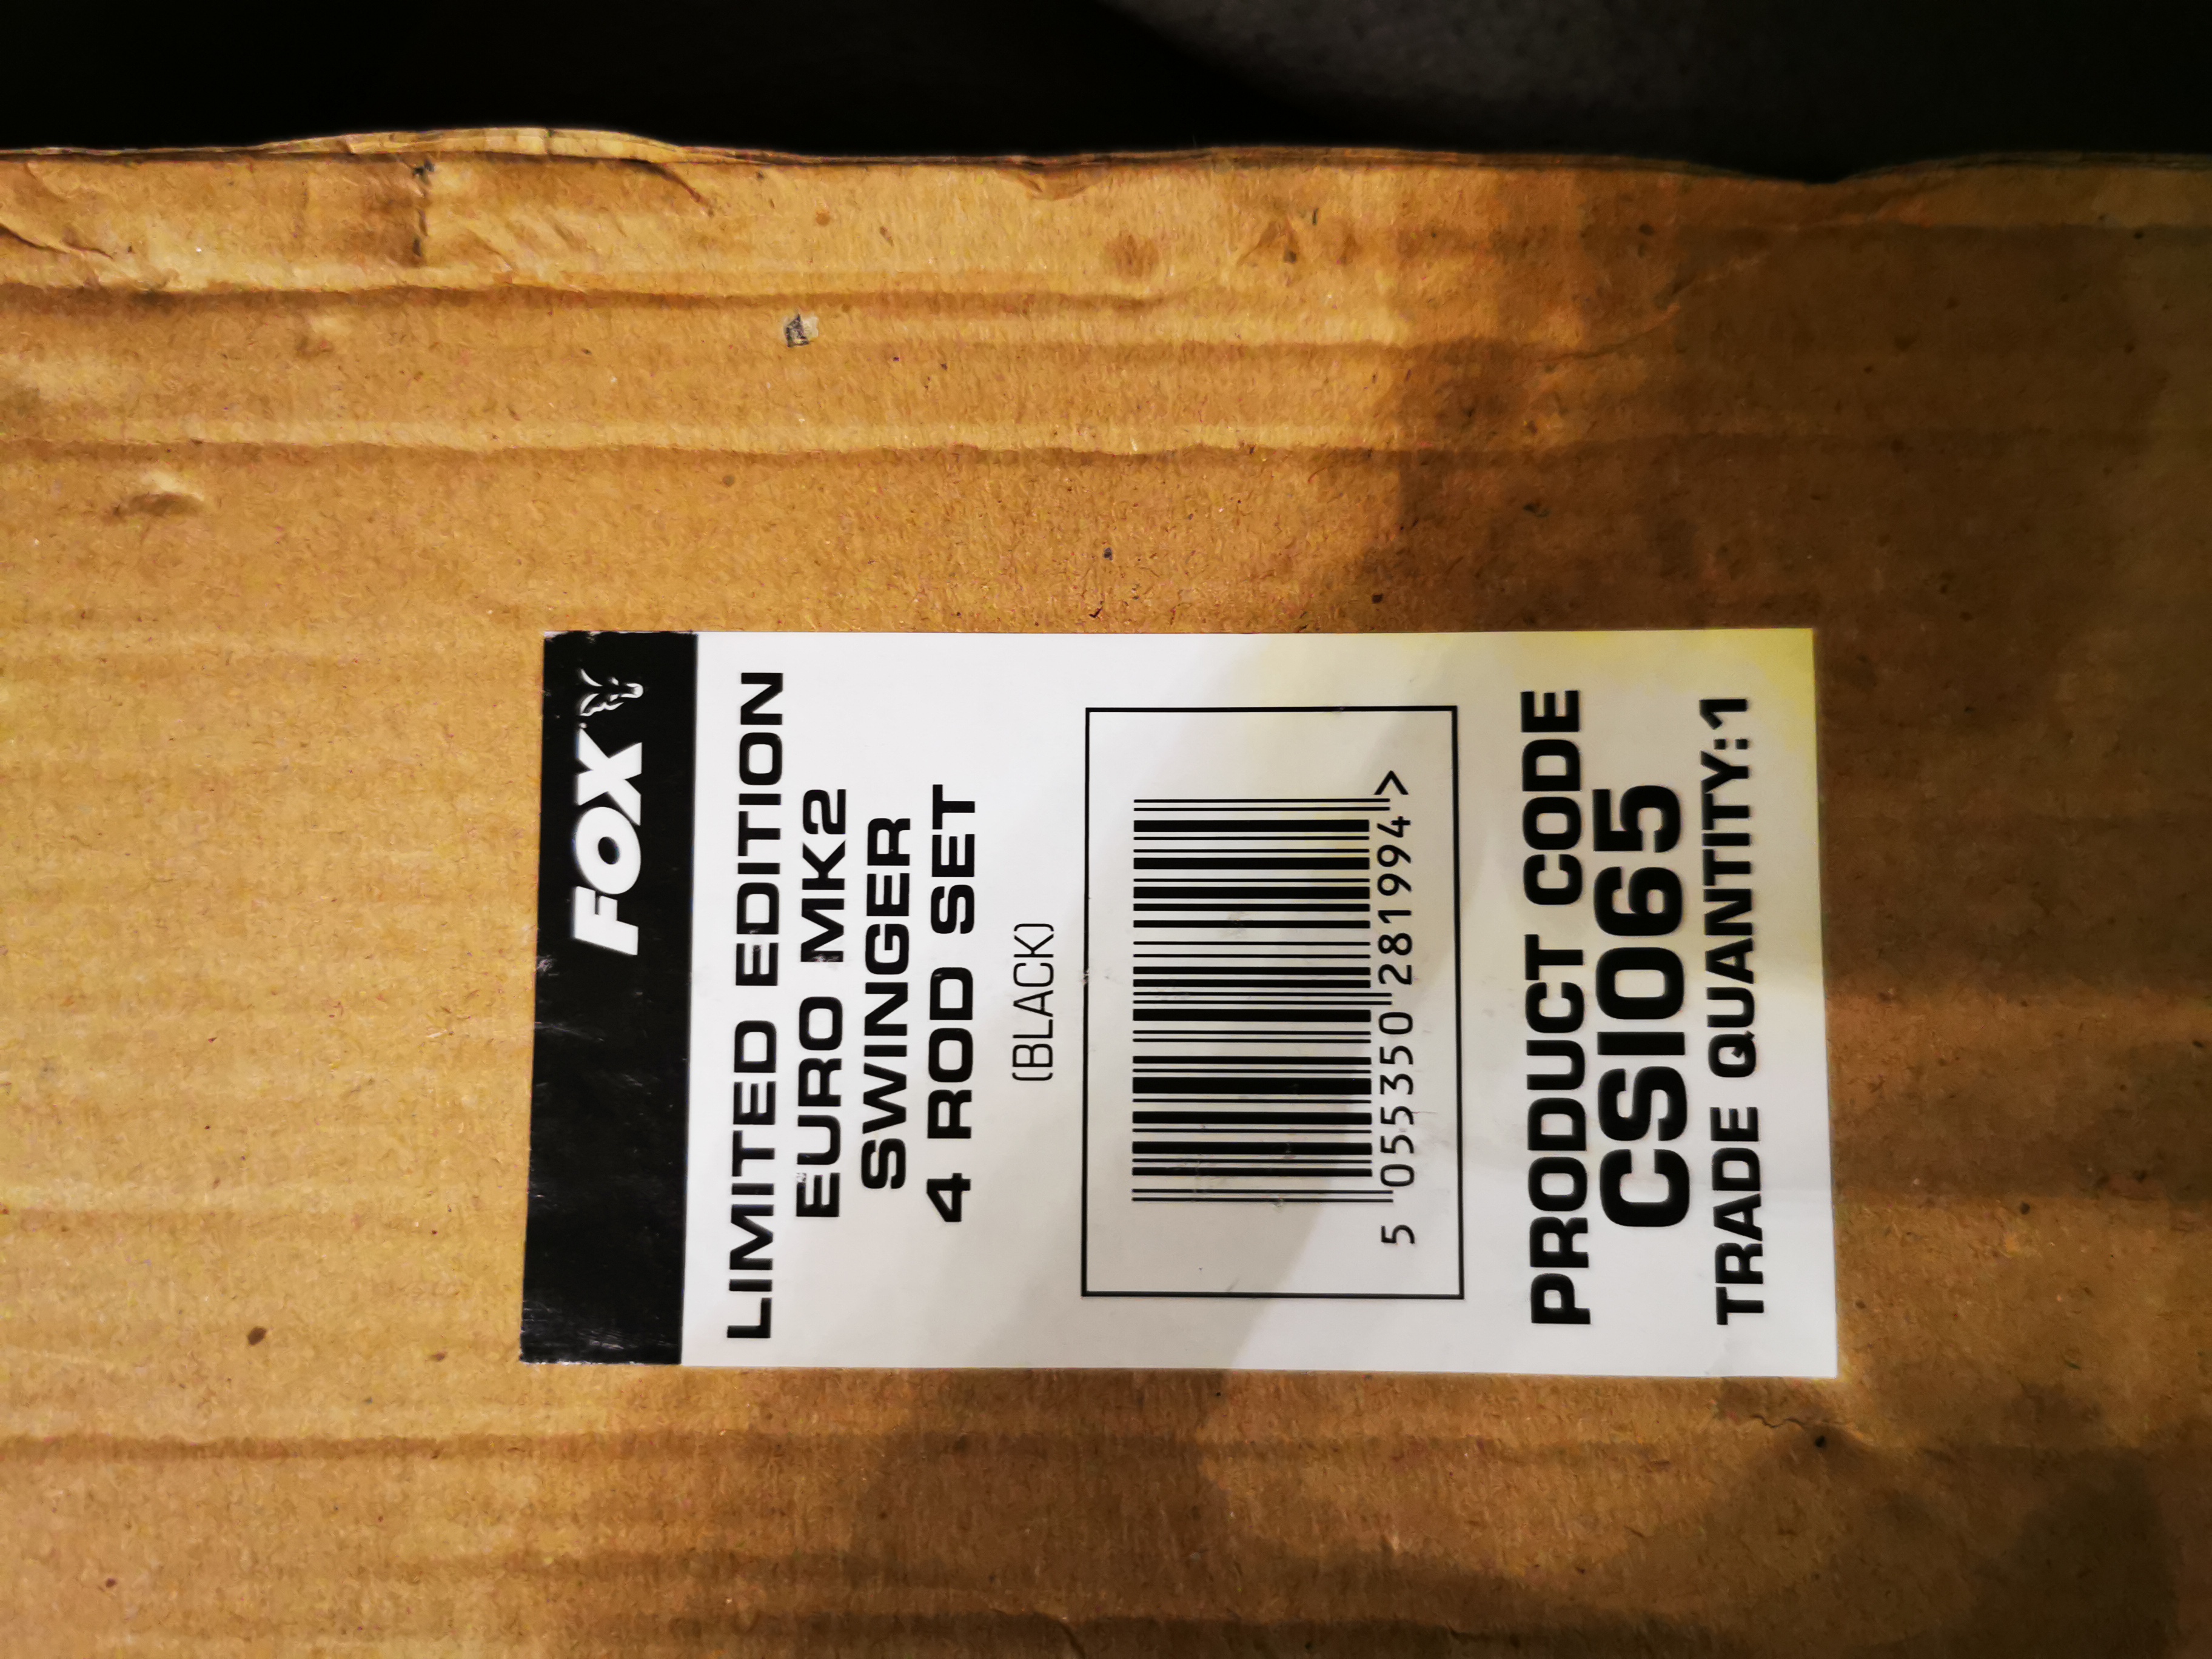 FOX
LIMITED EDITION
EURO MK2
SWINGER
4 ROD SET
(BLACK)
5 055350 281994>
PRODUCT CODE
CSI065
TRADE QUANTITY:1